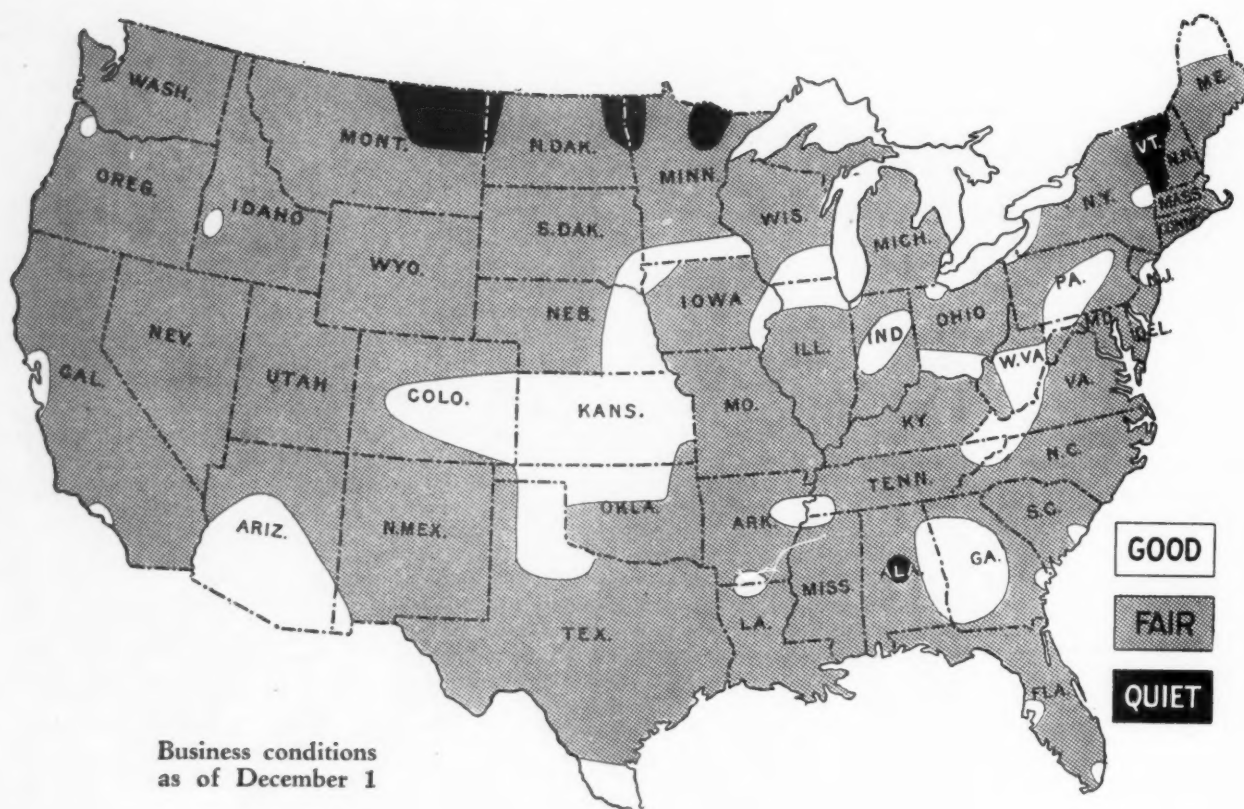 WASH.
MONT.
N.DAK.
MINN.
ME.
VT.
N.H.
OREG.
IDAHO
S.DAK.
WIS.
MICH.
N.Y.
MASS.
CONN.
WYO.
IOWA
PA.
N.J.
NEV.
UTAH
NEB.
ILL.
IND
OHIO
MD.
DEL.
CAL.
COLO.
KANS.
MO.
KY.
W.VA
VA.
ARIZ.
N.MEX.
OKLA.
ARK.
TENN.
N.C.
S.C.
TEX.
LA.
MISS
ALA
GA.
FLA.
GOOD
FAIR
QUIET
Business conditions
as of December 1